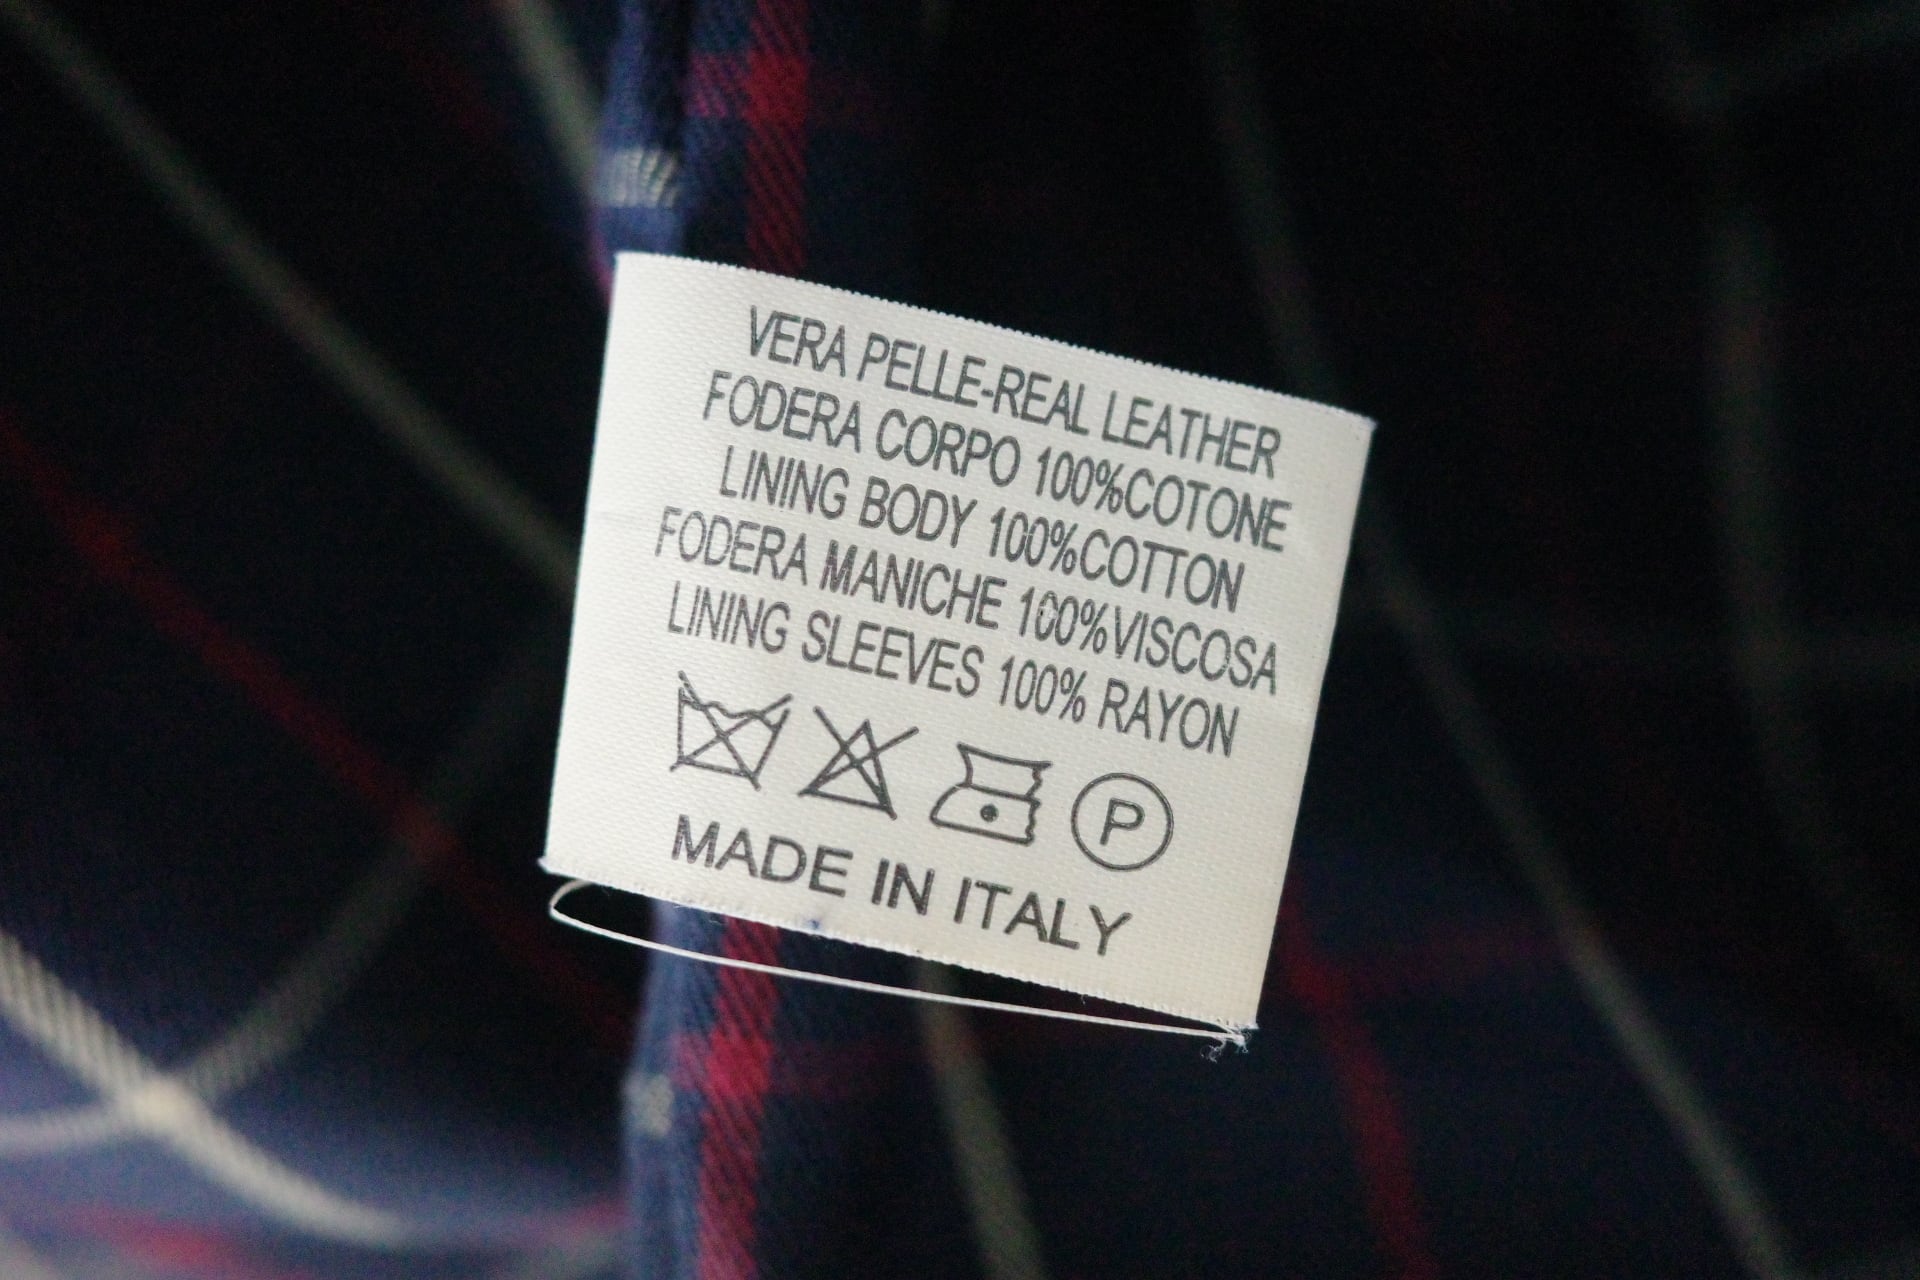 VERA PELLE-REAL LEATHER
FODERA CORPO 100%COTONE
LINING BODY 100%COTTON
FODERA MANICHE 100%VISCOSA
LINING SLEEVES 100% RAYON
P
MADE IN ITALY